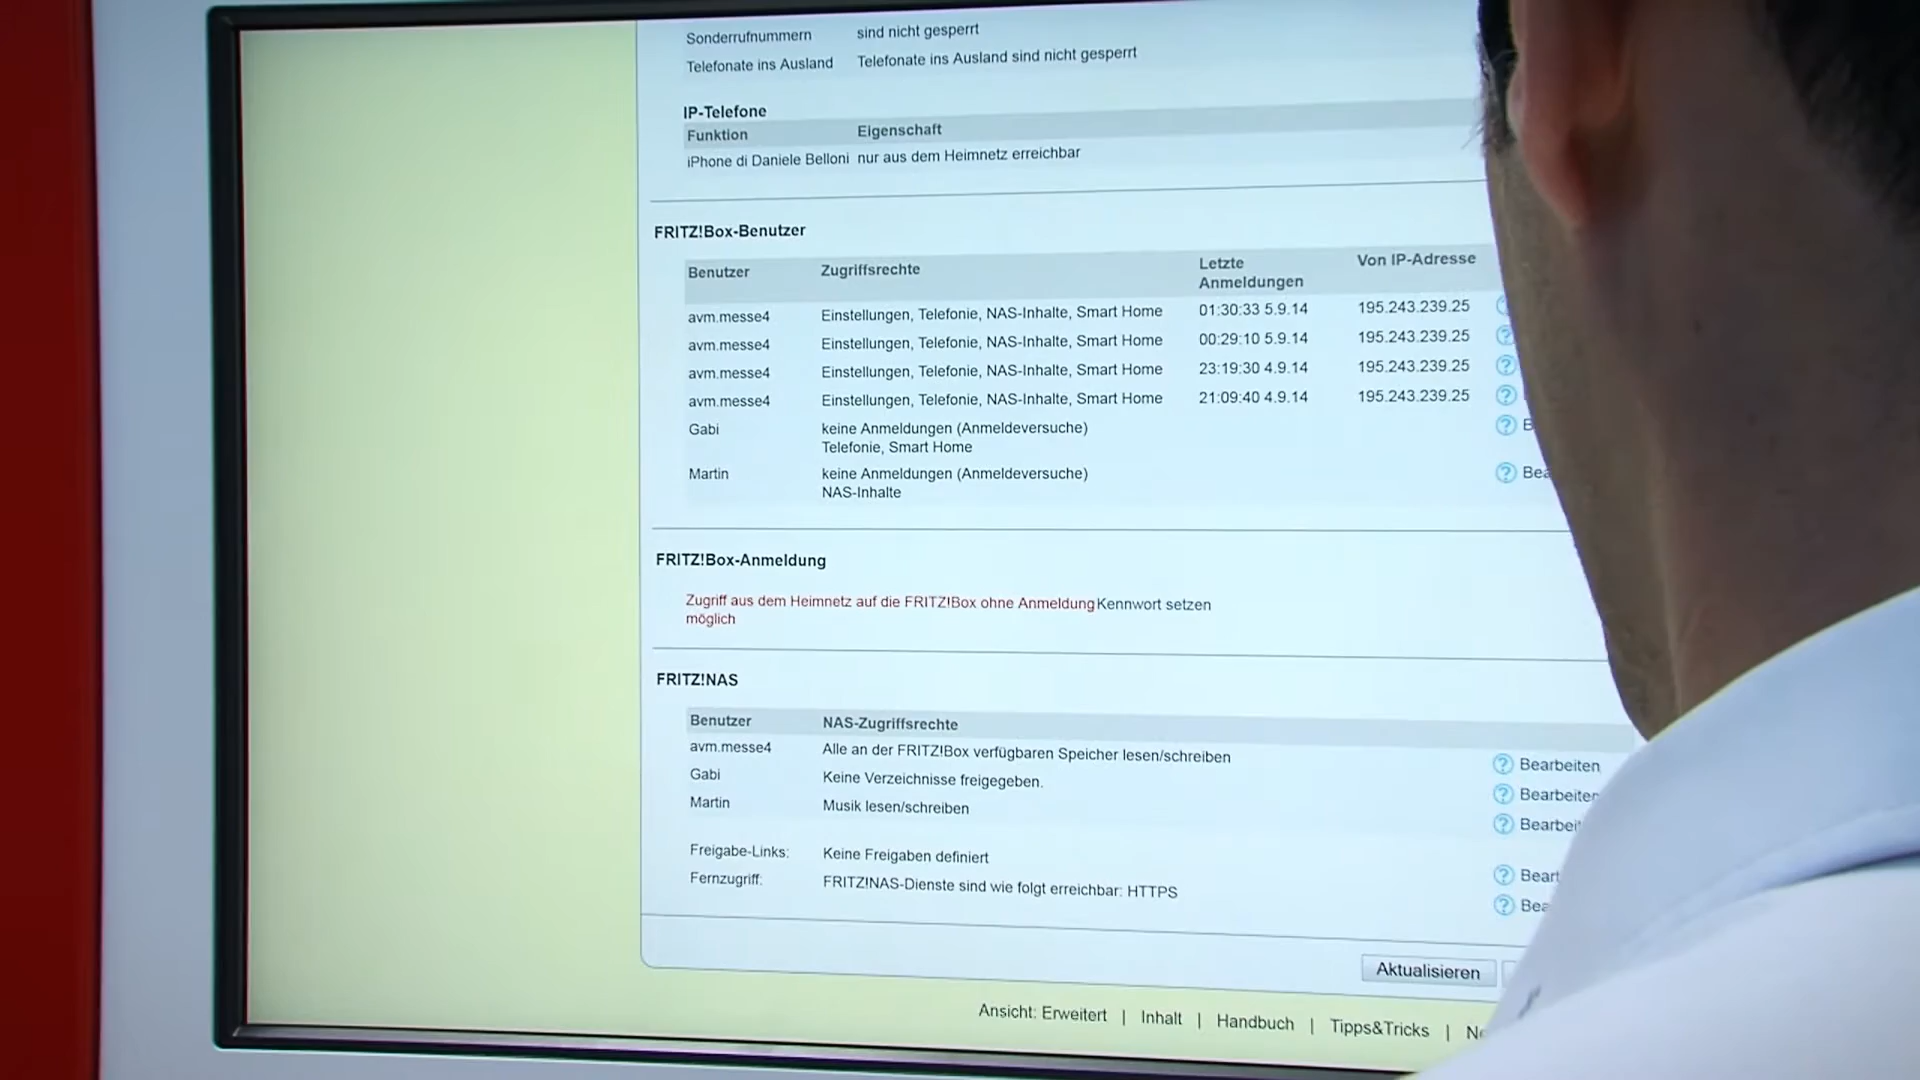 Sonderrufnummern sind nicht gesperrt
Telefonate ins Ausland Telefonate ins Ausland sind nicht gesperrt
IP-Telefone
Funktion Eigenschaft
iPhone di Daniele Belloni nur aus dem Heimnetz erreichbar
FRITZ!Box-Benutzer
Benutzer Zugriffsrechte Letzte Anmeldungen Von IP-Adresse
avm.messe4 Einstellungen, Telefonie, NAS-Inhalte, Smart Home 01:30:33 5.9.14 195.243.239.25
avm.messe4 Einstellungen, Telefonie, NAS-Inhalte, Smart Home 00:29:10 5.9.14 195.243.239.25
avm.messe4 Einstellungen, Telefonie, NAS-Inhalte, Smart Home 23:19:30 4.9.14 195.243.239.25
avm.messe4 Einstellungen, Telefonie, NAS-Inhalte, Smart Home 21:09:40 4.9.14 195.243.239.25
Gabi keine Anmeldungen (Anmeldeversuche)
Telefonie, Smart Home
Martin keine Anmeldungen (Anmeldeversuche)
NAS-Inhalte
FRITZ!Box-Anmeldung
Zugriff aus dem Heimnetz auf die FRITZ!Box ohne Anmeldung Kennwort setzen
möglich
FRITZ!NAS
Benutzer NAS-Zugriffsrechte
avm.messe4 Alle an der FRITZ!Box verfügbaren Speicher lesen/schreiben Bearbeiten
Gabi Keine Verzeichnisse freigegeben. Bearbeiten
Martin Musik lesen/schreiben
Freigabe-Links: Keine Freigaben definiert
Fernzugriff: FRITZ!NAS-Dienste sind wie folgt erreichbar: HTTPS
Aktualisieren
Ansicht: Erweitert | Inhalt | Handbuch | Tipps&Tricks |